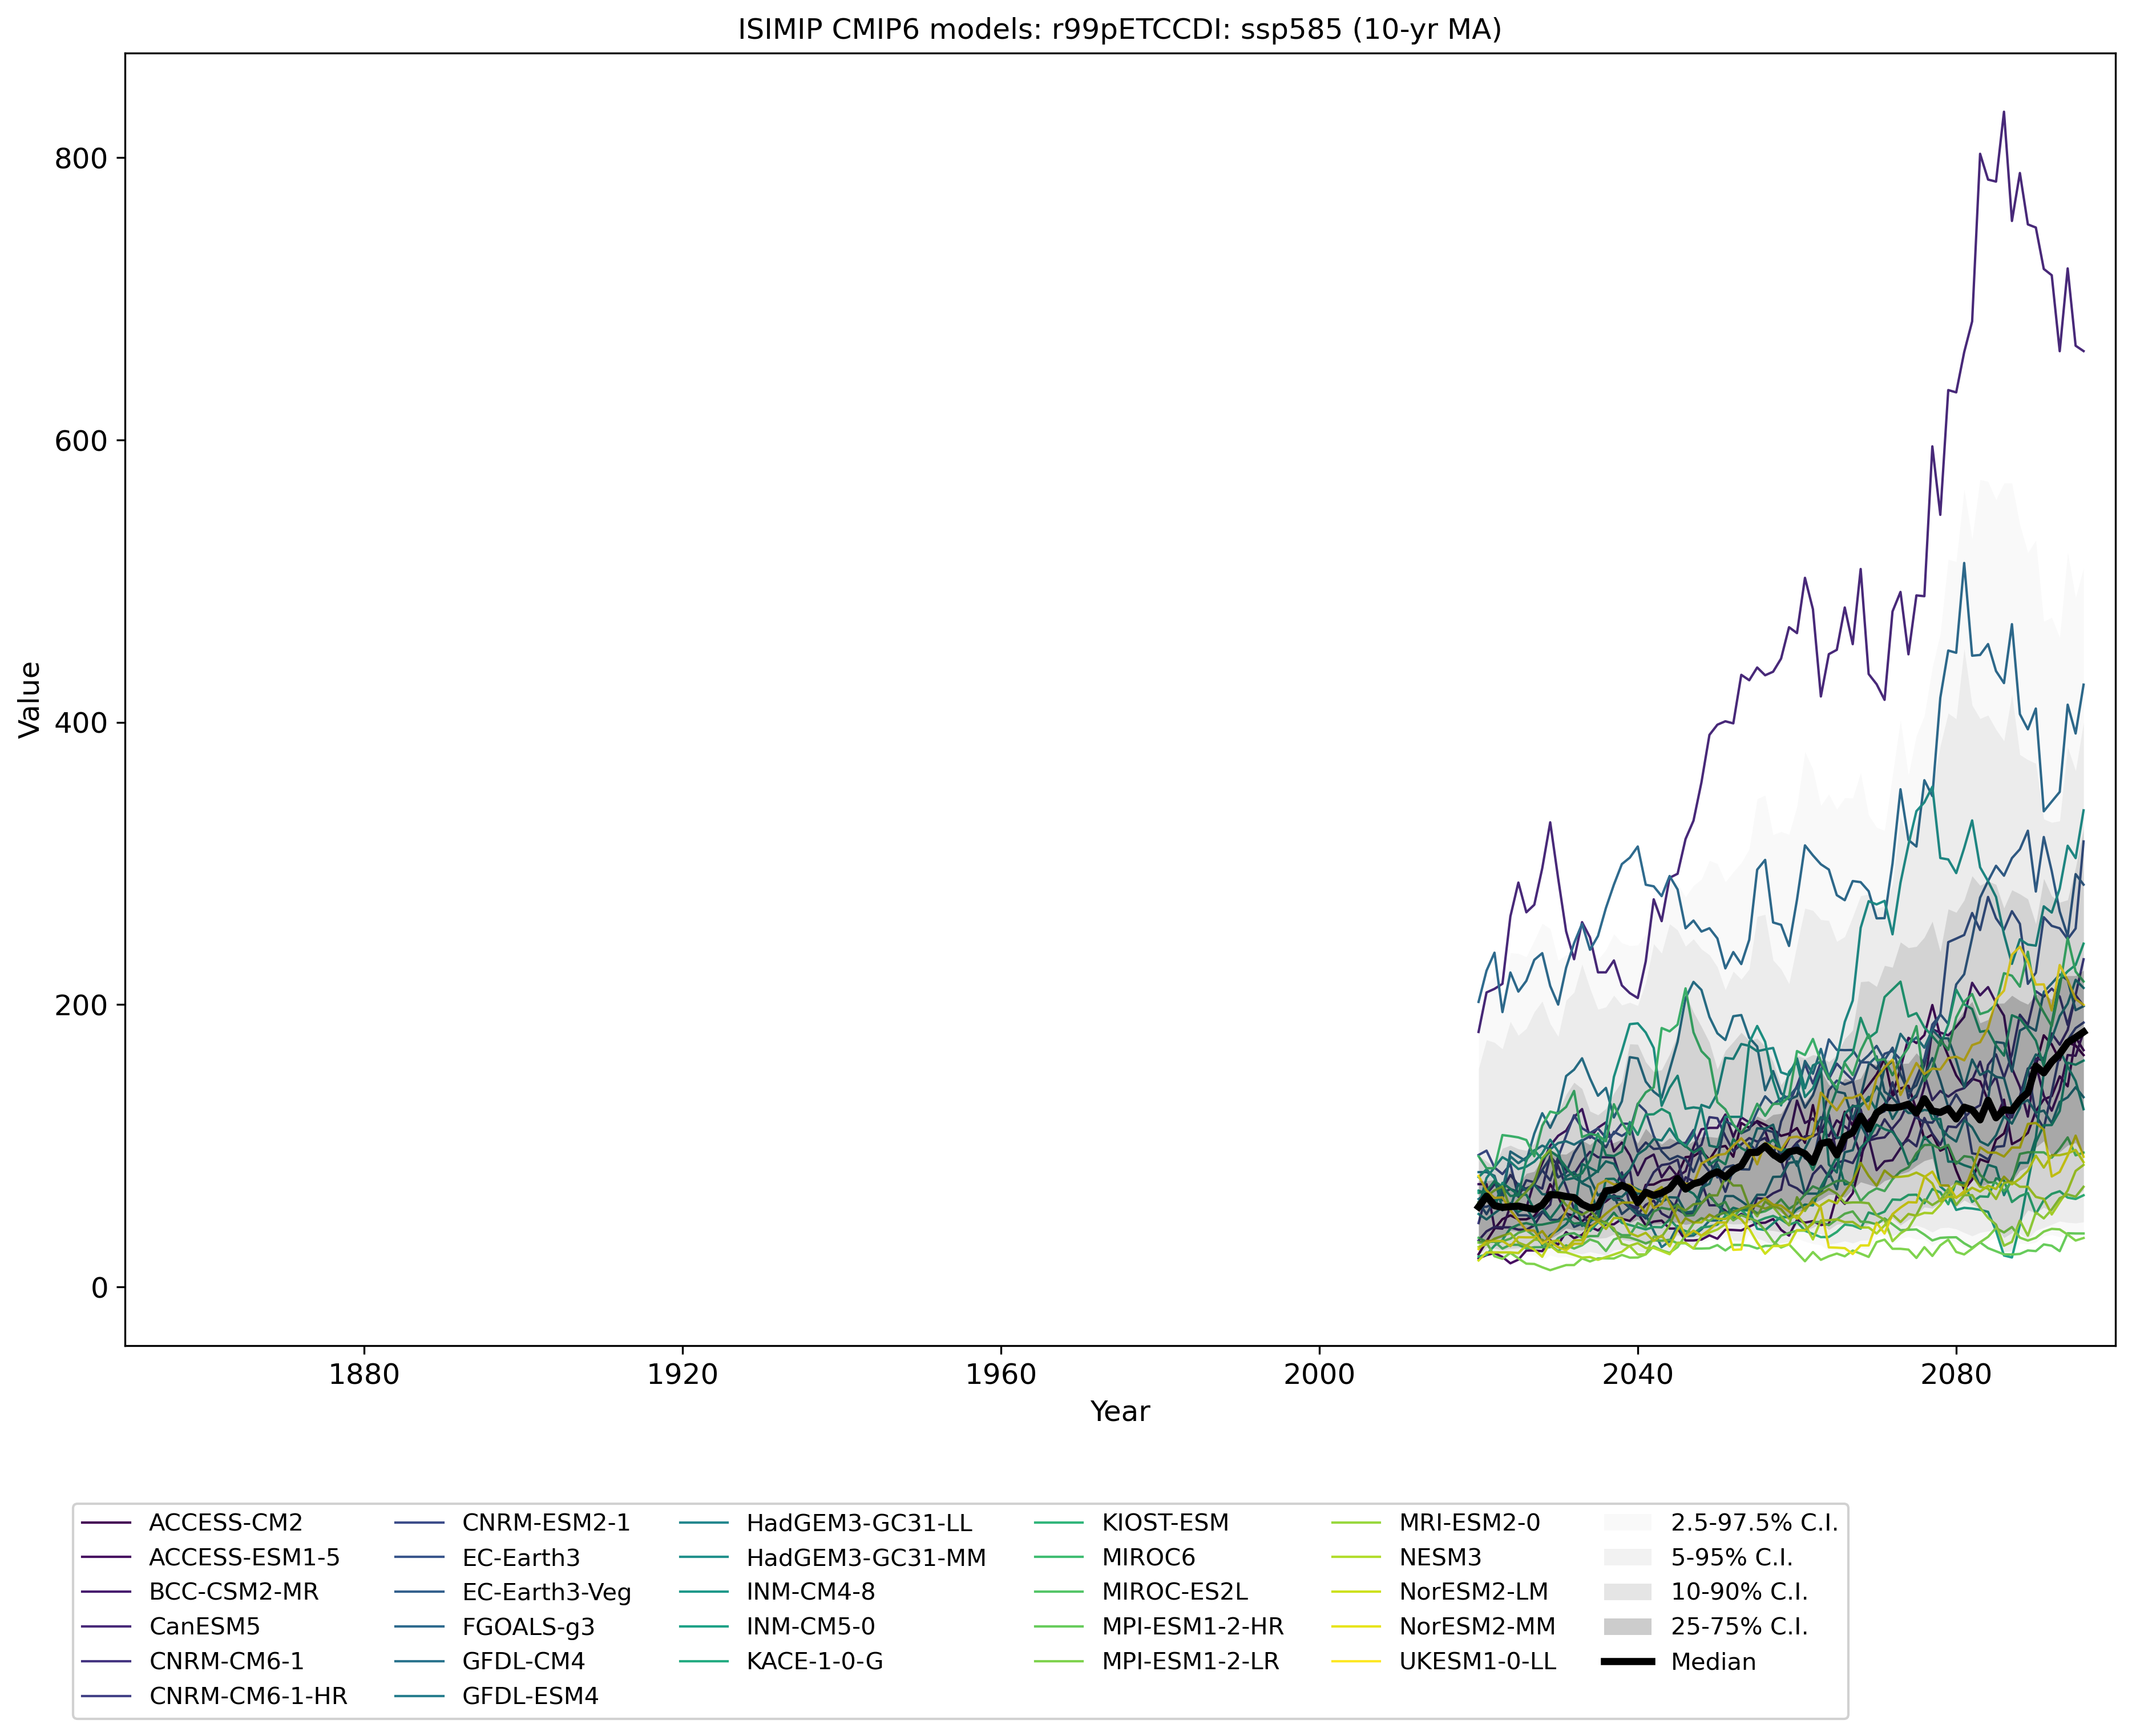 ISIMIP CMIP6 models: r99pETCCDI: ssp585 (10-yr MA)
800
600
400
200
0
Value
1880 1920 1960 2000 2040 2080
Year
ACCESS-CM2
ACCESS-ESM1-5
BCC-CSM2-MR
CanESM5
CNRM-CM6-1
CNRM-CM6-1-HR
CNRM-ESM2-1
EC-Earth3
EC-Earth3-Veg
FGOALS-g3
GFDL-CM4
GFDL-ESM4
HadGEM3-GC31-LL
HadGEM3-GC31-MM
INM-CM4-8
INM-CM5-0
KACE-1-0-G
KIOST-ESM
MIROC6
MIROC-ES2L
MPI-ESM1-2-HR
MPI-ESM1-2-LR
MRI-ESM2-0
NESM3
NorESM2-LM
NorESM2-MM
UKESM1-0-LL
2.5-97.5% C.I.
5-95% C.I.
10-90% C.I.
25-75% C.I.
Median